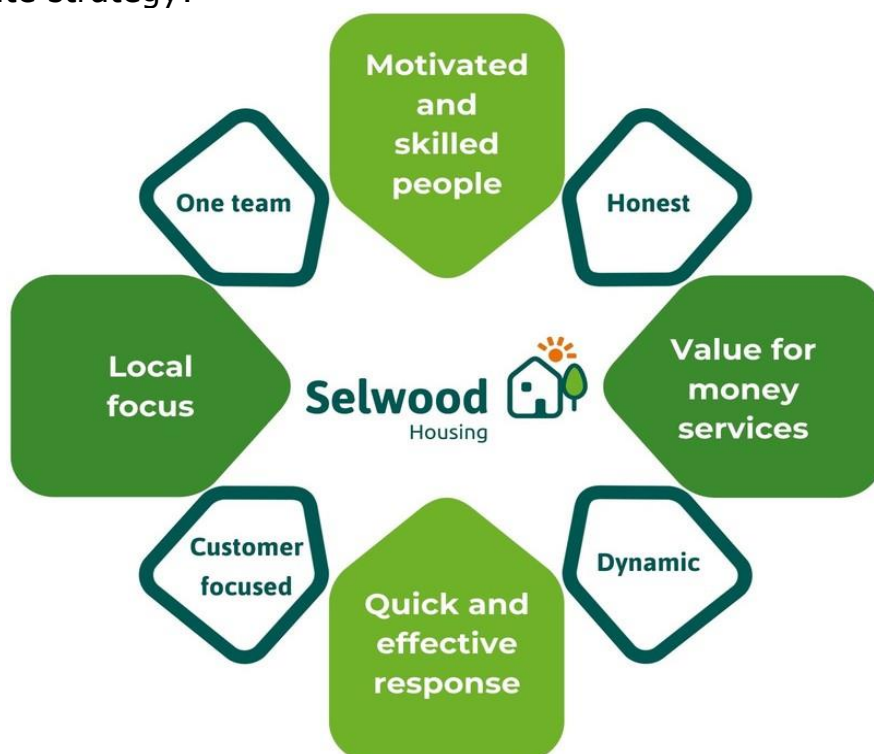 strategy.
Motivated
and
skilled
people
One team
Honest
Local
focus
Selwood
Housing
Value for
money
services
Customer
focused
Dynamic
Quick and
effective
response